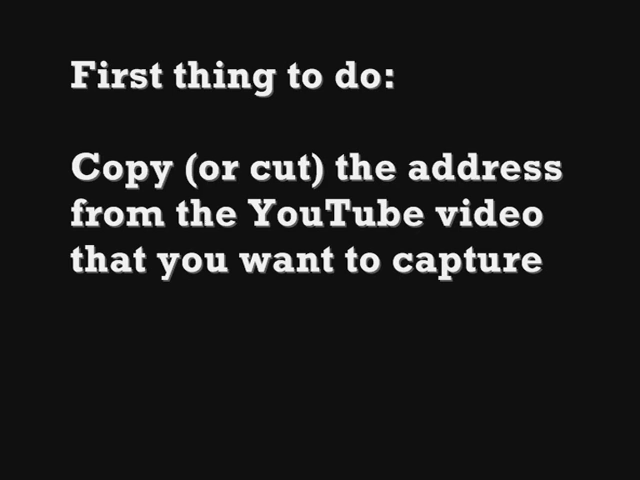 First thing to do:
Copy (or cut) the address
from the YouTube video
that you want to capture